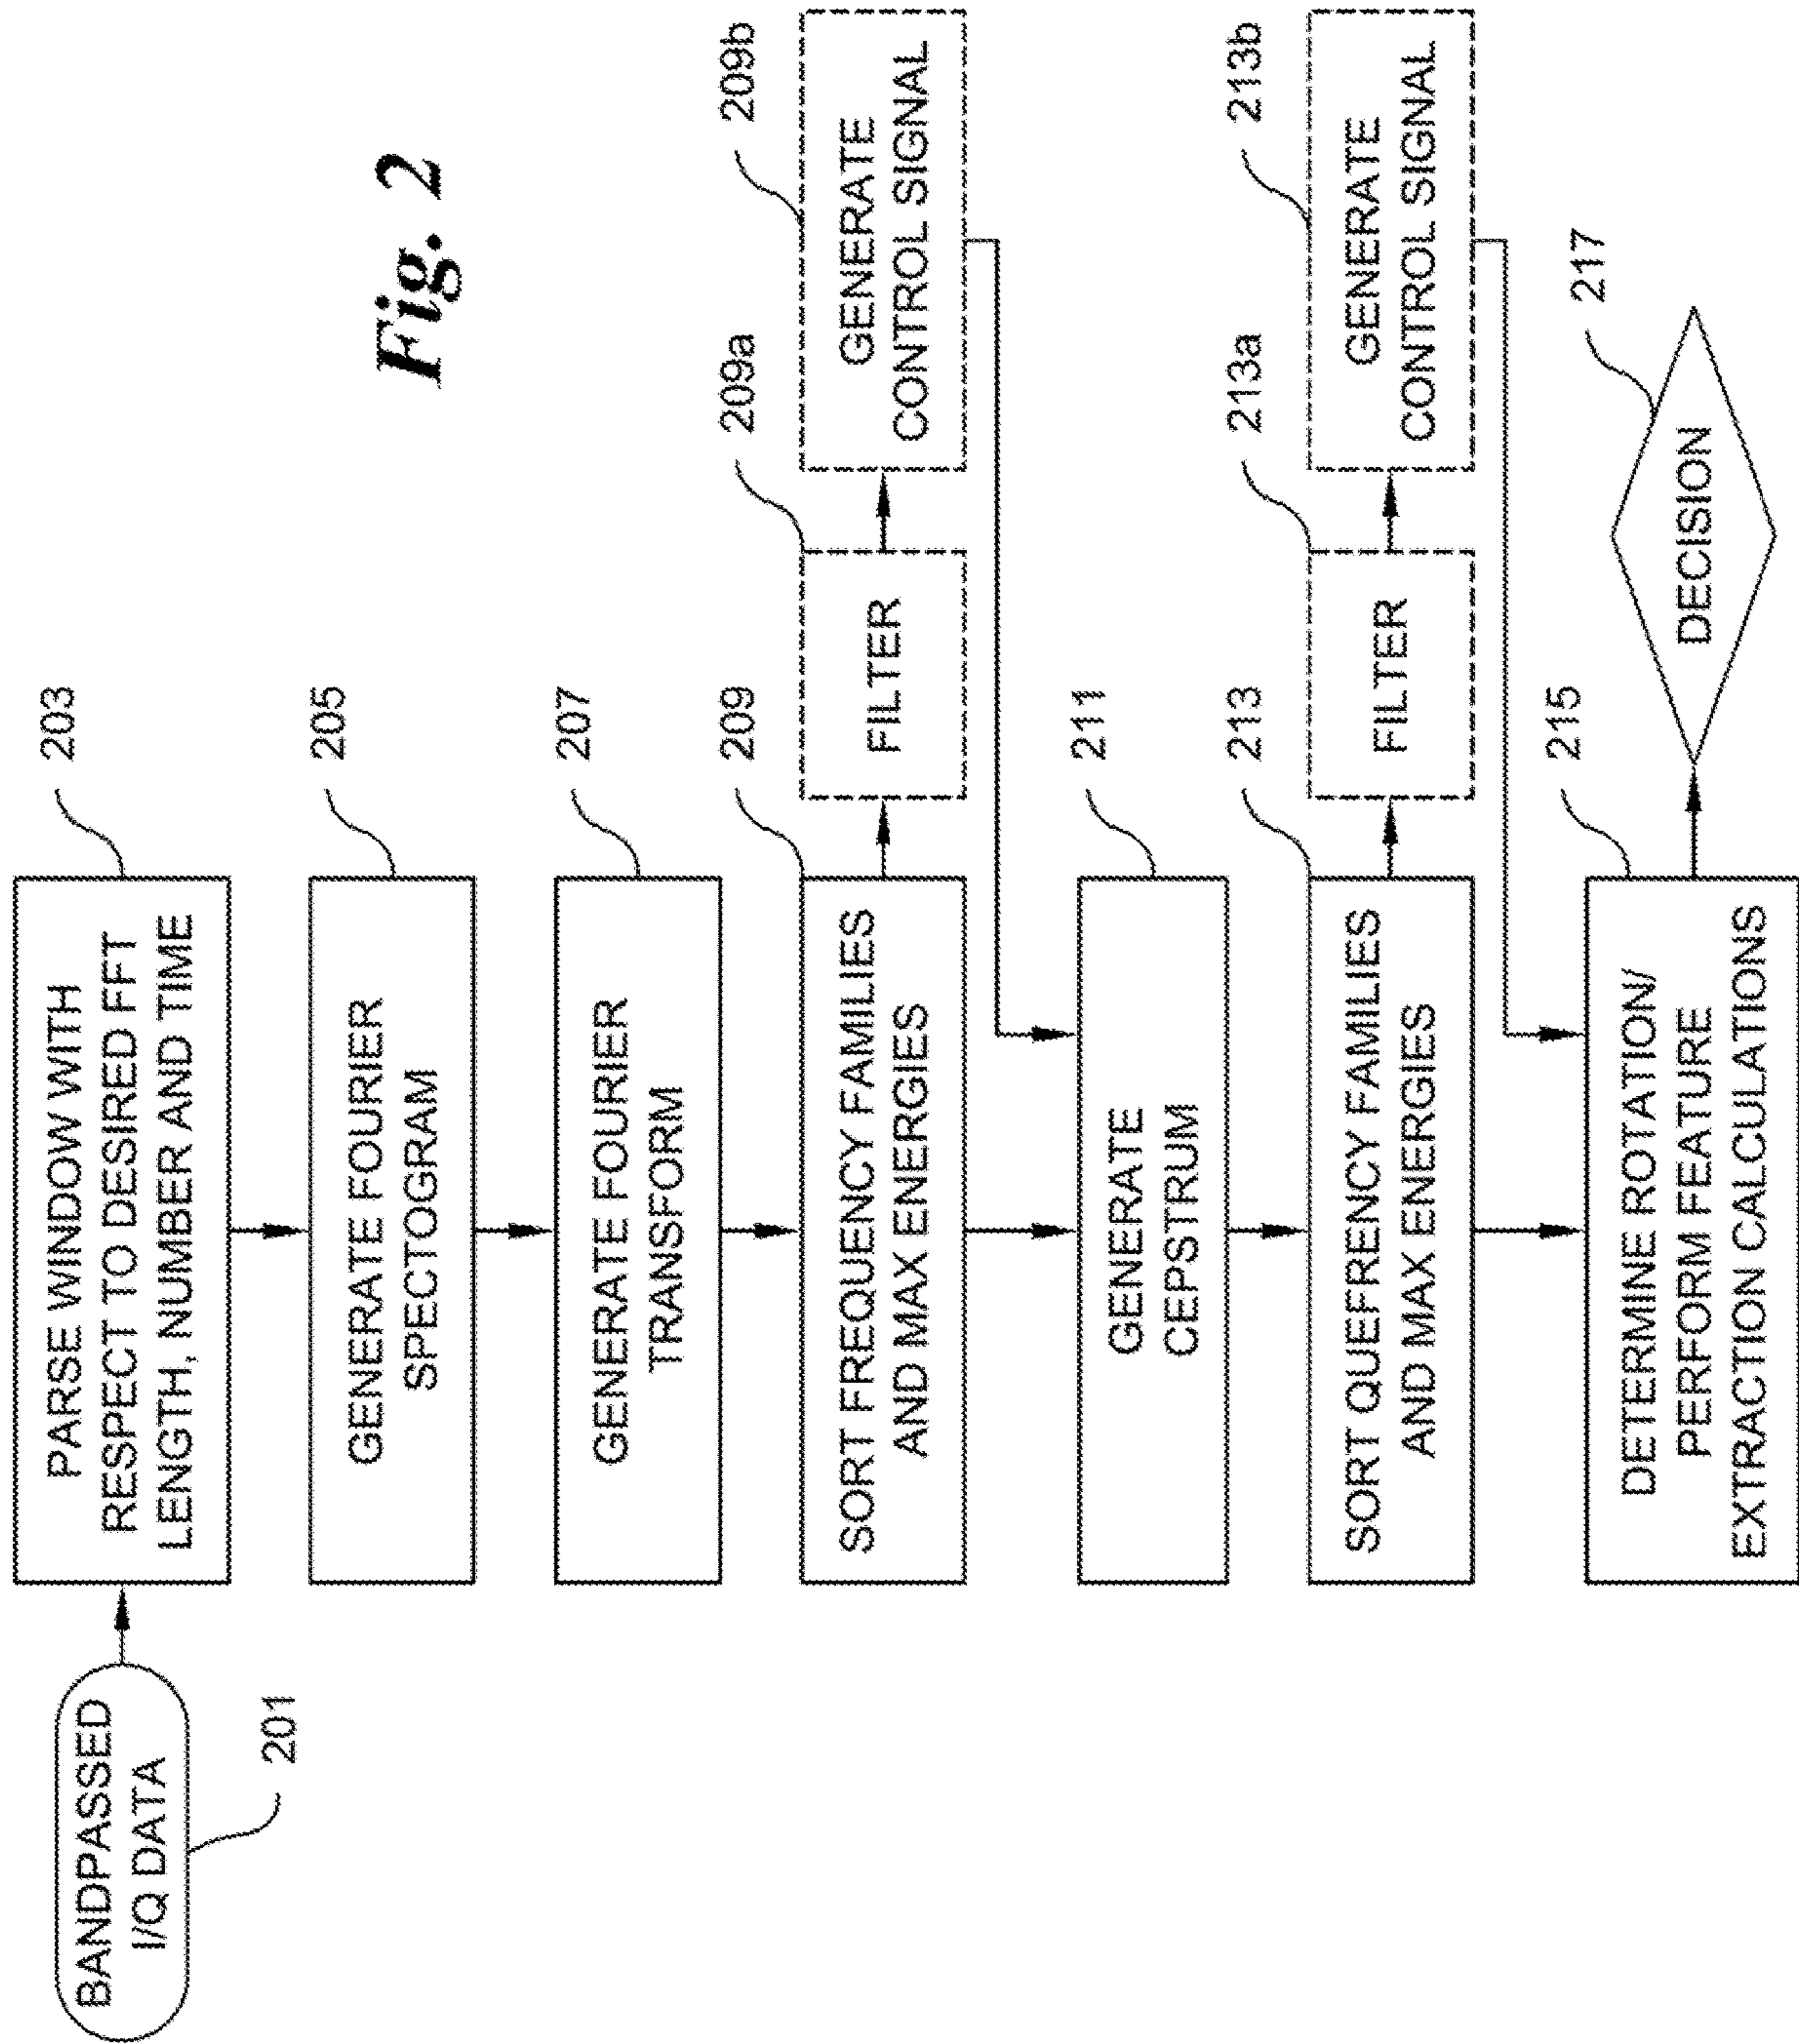 Fig. 2
BANDPASSED
I/Q DATA
201
PARSE WINDOW WITH
RESPECT TO DESIRED FFT
LENGTH, NUMBER AND TIME
203
GENERATE FOURIER
SPECTOGRAM
205
GENERATE FOURIER
TRANSFORM
207
SORT FREQUENCY FAMILIES
AND MAX ENERGIES
209
FILTER
209a
GENERATE
CONTROL SIGNAL
209b
GENERATE
CEPSTRUM
211
SORT QUEFRENCY FAMILIES
AND MAX ENERGIES
213
FILTER
213a
GENERATE
CONTROL SIGNAL
213b
DETERMINE ROTATION/
PERFORM FEATURE
EXTRACTION CALCULATIONS
215
DECISION
217